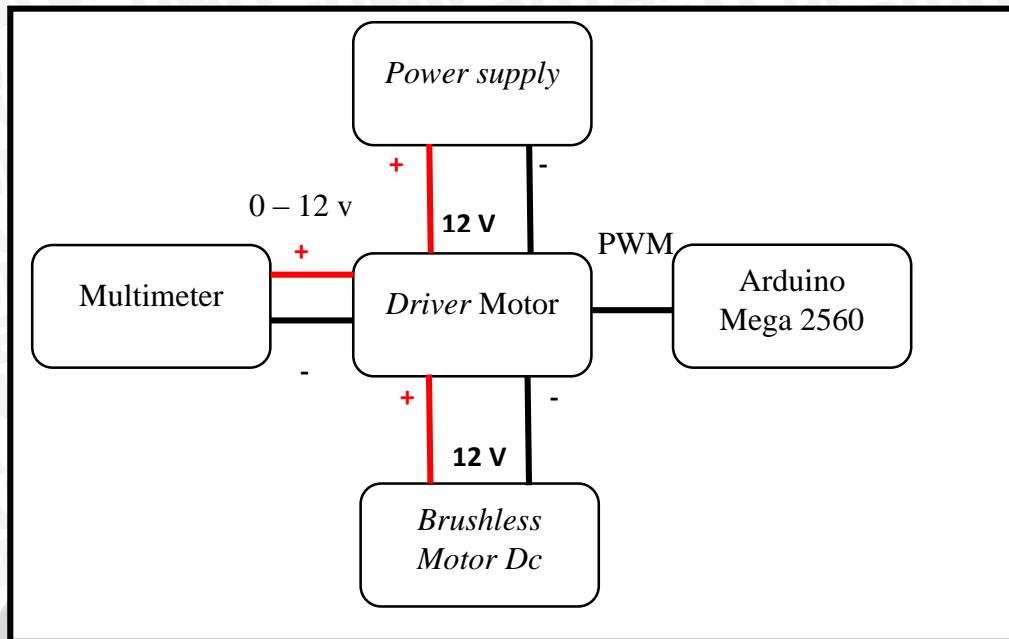 Power supply
+
-
0 – 12 v
12 V
+
PWM
Multimeter
Driver Motor
Arduino
Mega 2560
-
+
-
12 V
Brushless
Motor Dc